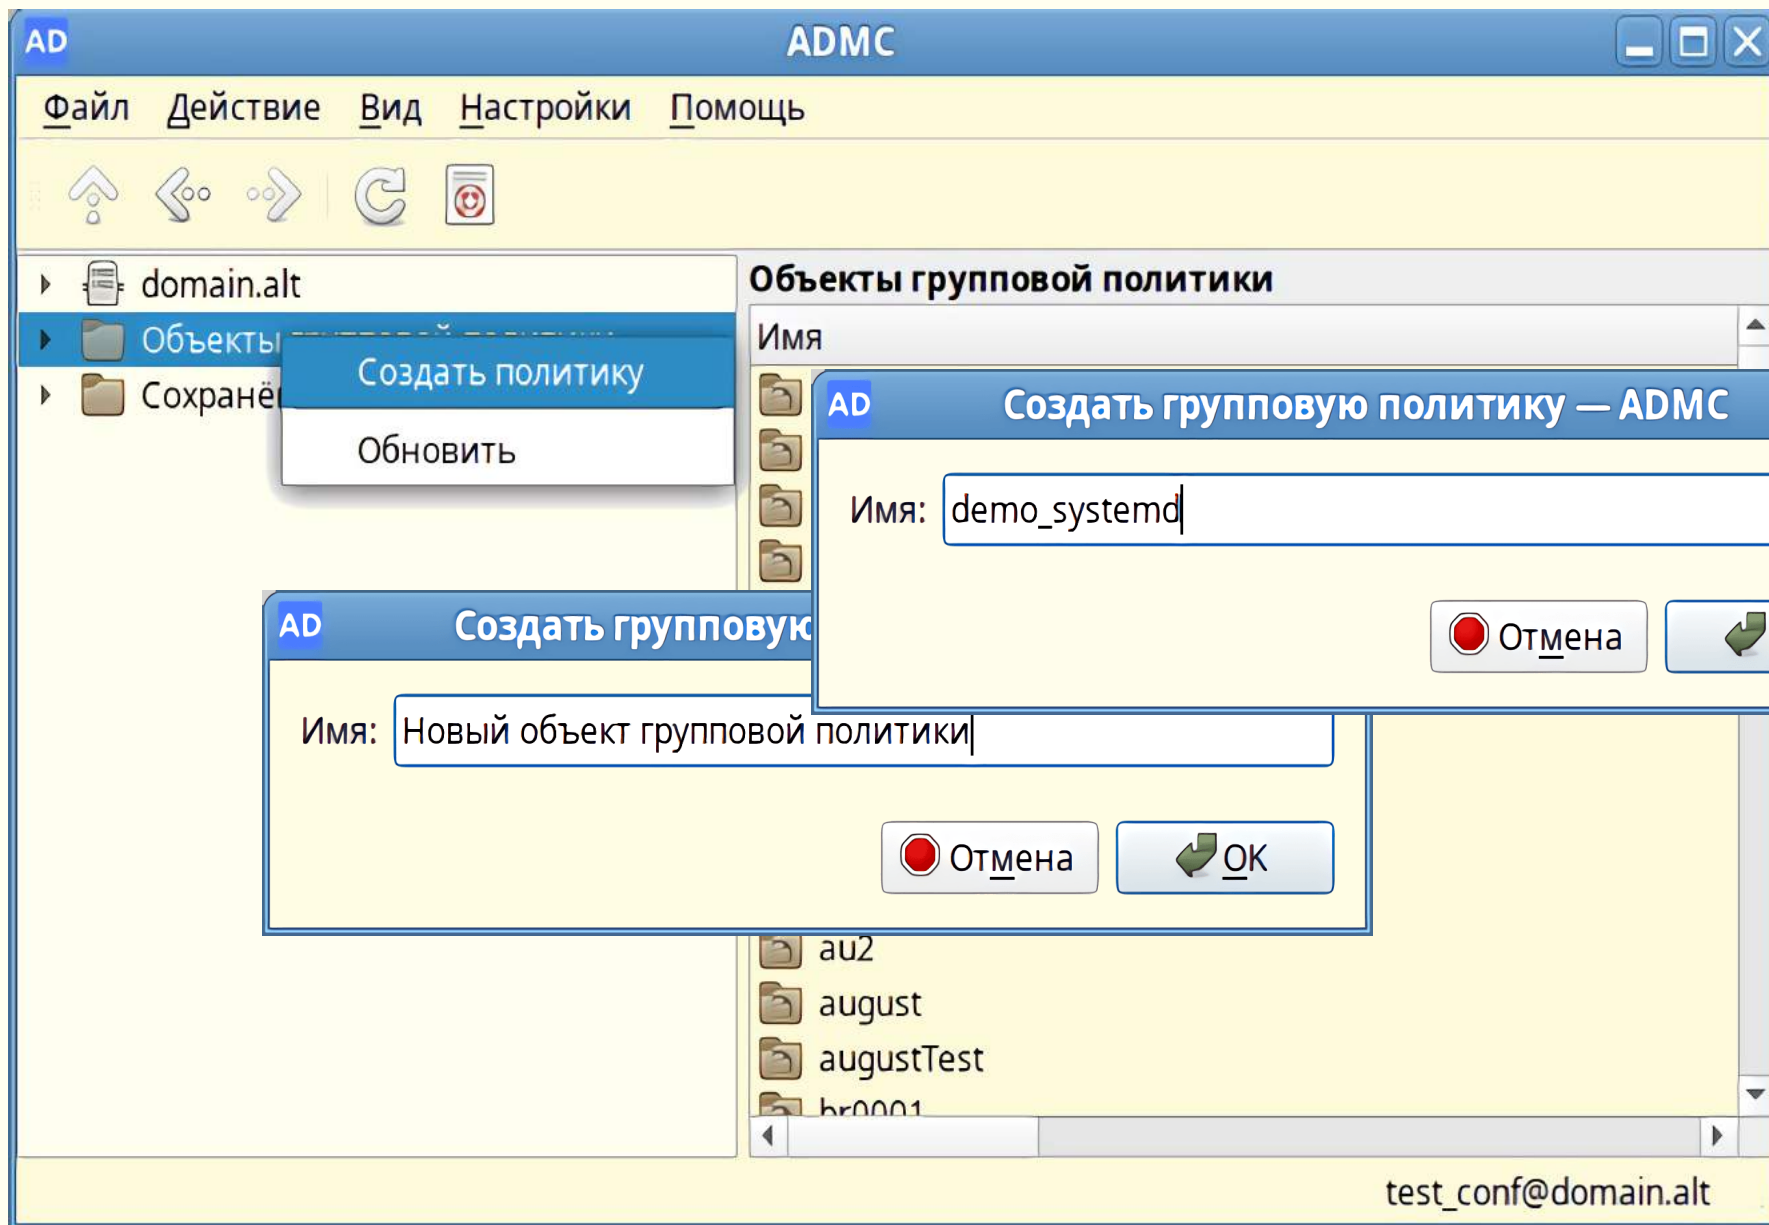 AD ADMC
Файл Действие Вид Настройки Помощь
domain.alt
Объекты
Создать политику
Обновить
Объекты групповой политики
Имя
AD Создать групповую политику — ADMC
Имя: demo_systemd
Отмена
AD Создать групповую
Имя: Новый объект групповой политики
Отмена OK
au2
august
augustTest
br0001
test_conf@domain.alt